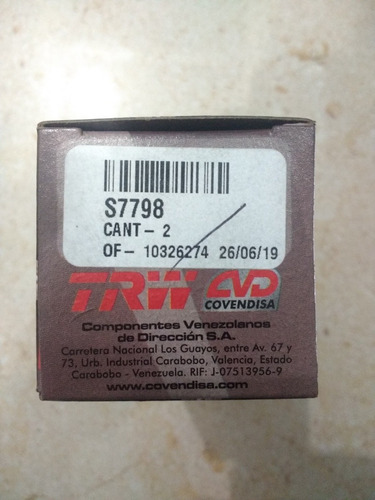 S7798
CANT- 2
OF- 10326274 26/06/19
TRW CVD
COVENDISA
Componentes Venezolanos
de Dirección S.A.
Carretera Nacional Los Guayos, entre Av. 67 y
73, Urb. Industrial Carabobo, Valencia, Estado
Carabobo - Venezuela. RIF: J-07513956-9
www.covendisa.com